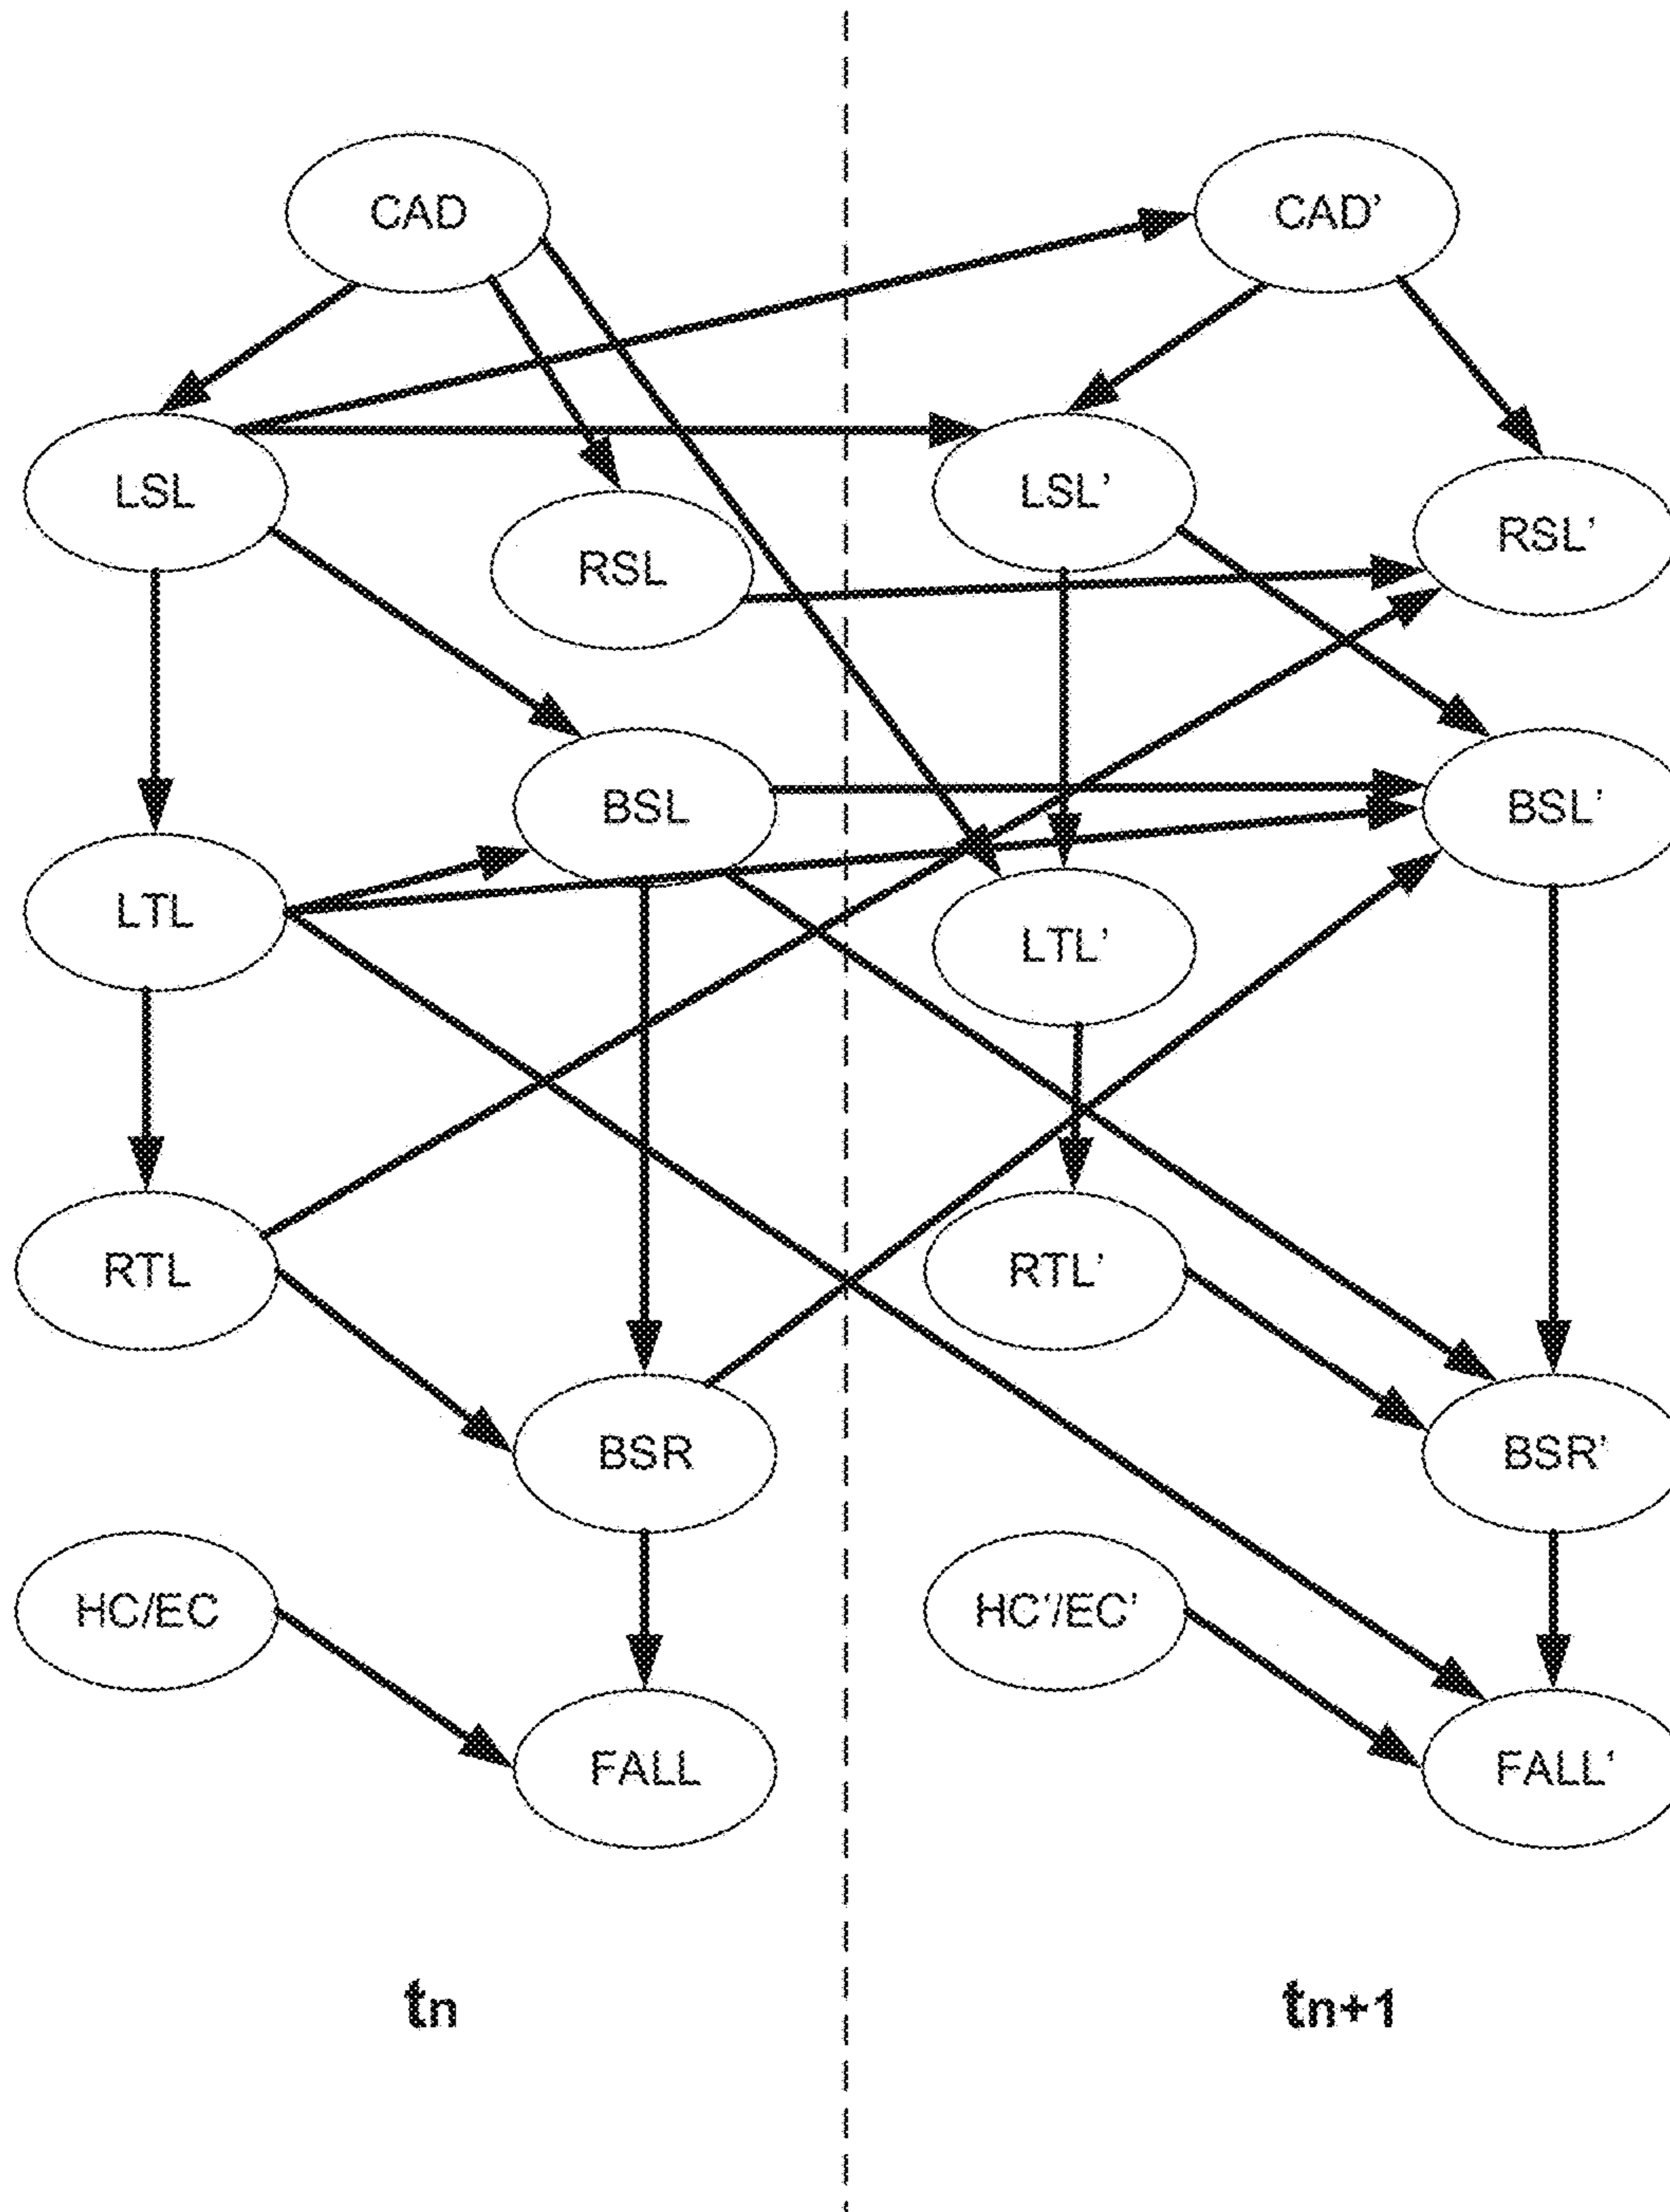 CAD
CAD'
LSL
LSL'
RSL
RSL'
BSL
BSL'
LTL
LTL'
RTL
RTL'
BSR
BSR'
HC/EC
HC'/EC'
FALL
FALL'
tn
tn+1